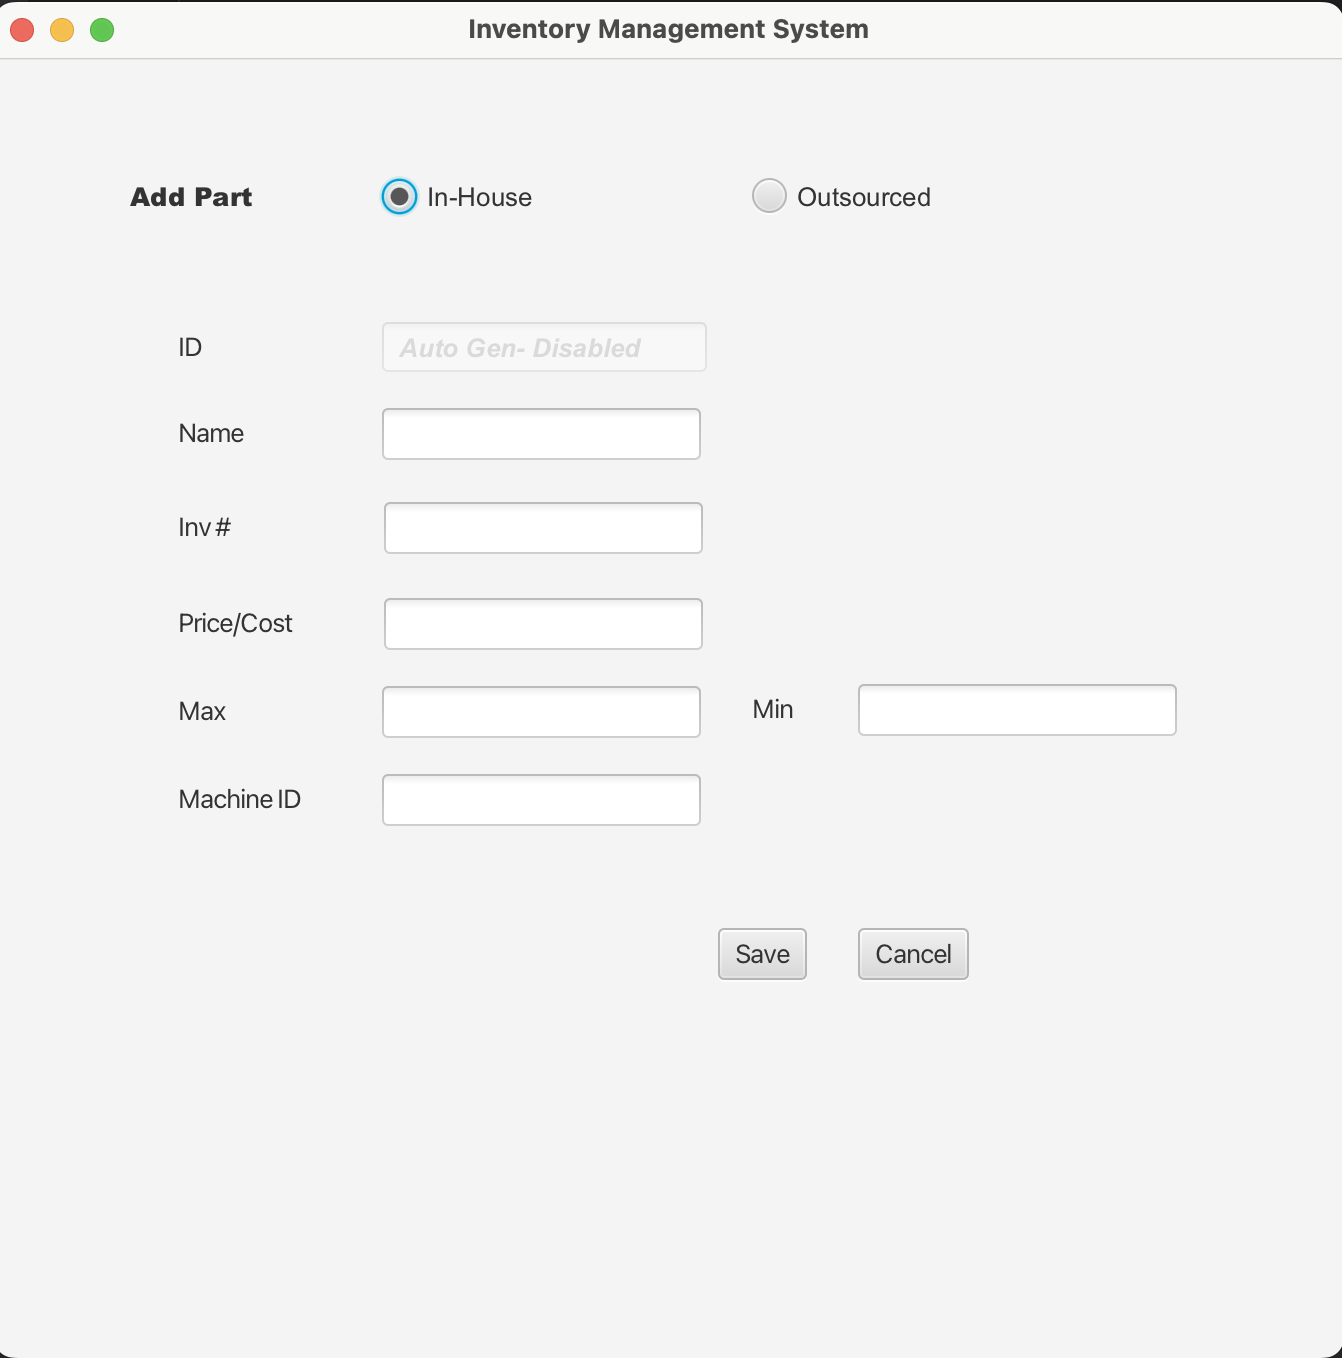 Inventory Management System
Add Part In-House Outsourced
ID Auto Gen- Disabled
Name
Inv #
Price/Cost
Max Min
Machine ID
Save Cancel